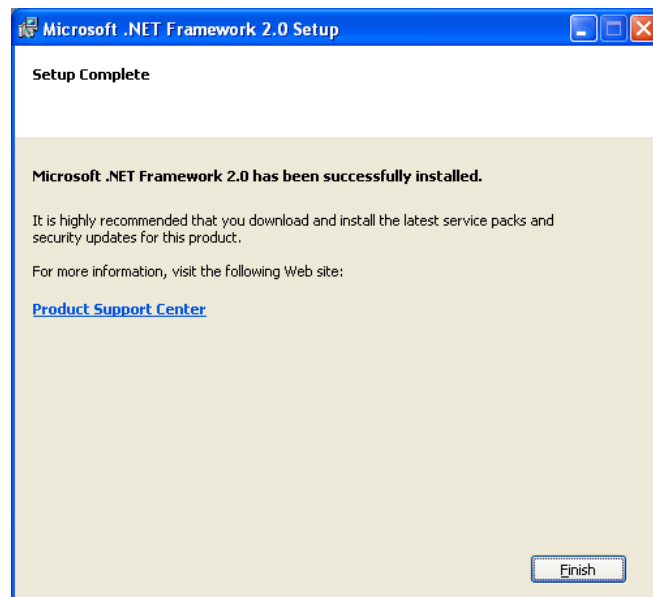 Microsoft .NET Framework 2.0 Setup
Setup Complete
Microsoft .NET Framework 2.0 has been successfully installed.
It is highly recommended that you download and install the latest service packs and
security updates for this product.
For more information, visit the following Web site:
Product Support Center
Finish